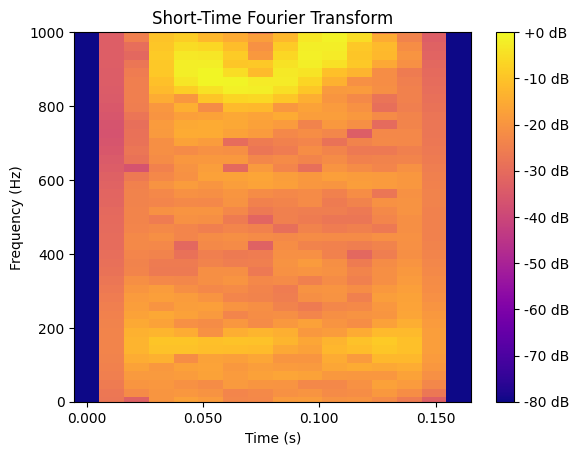 Short-Time Fourier Transform
1000
800
600
400
200
0
Frequency (Hz)
0.000
0.050
0.100
0.150
Time (s)
+0 dB
-10 dB
-20 dB
-30 dB
-40 dB
-50 dB
-60 dB
-70 dB
-80 dB